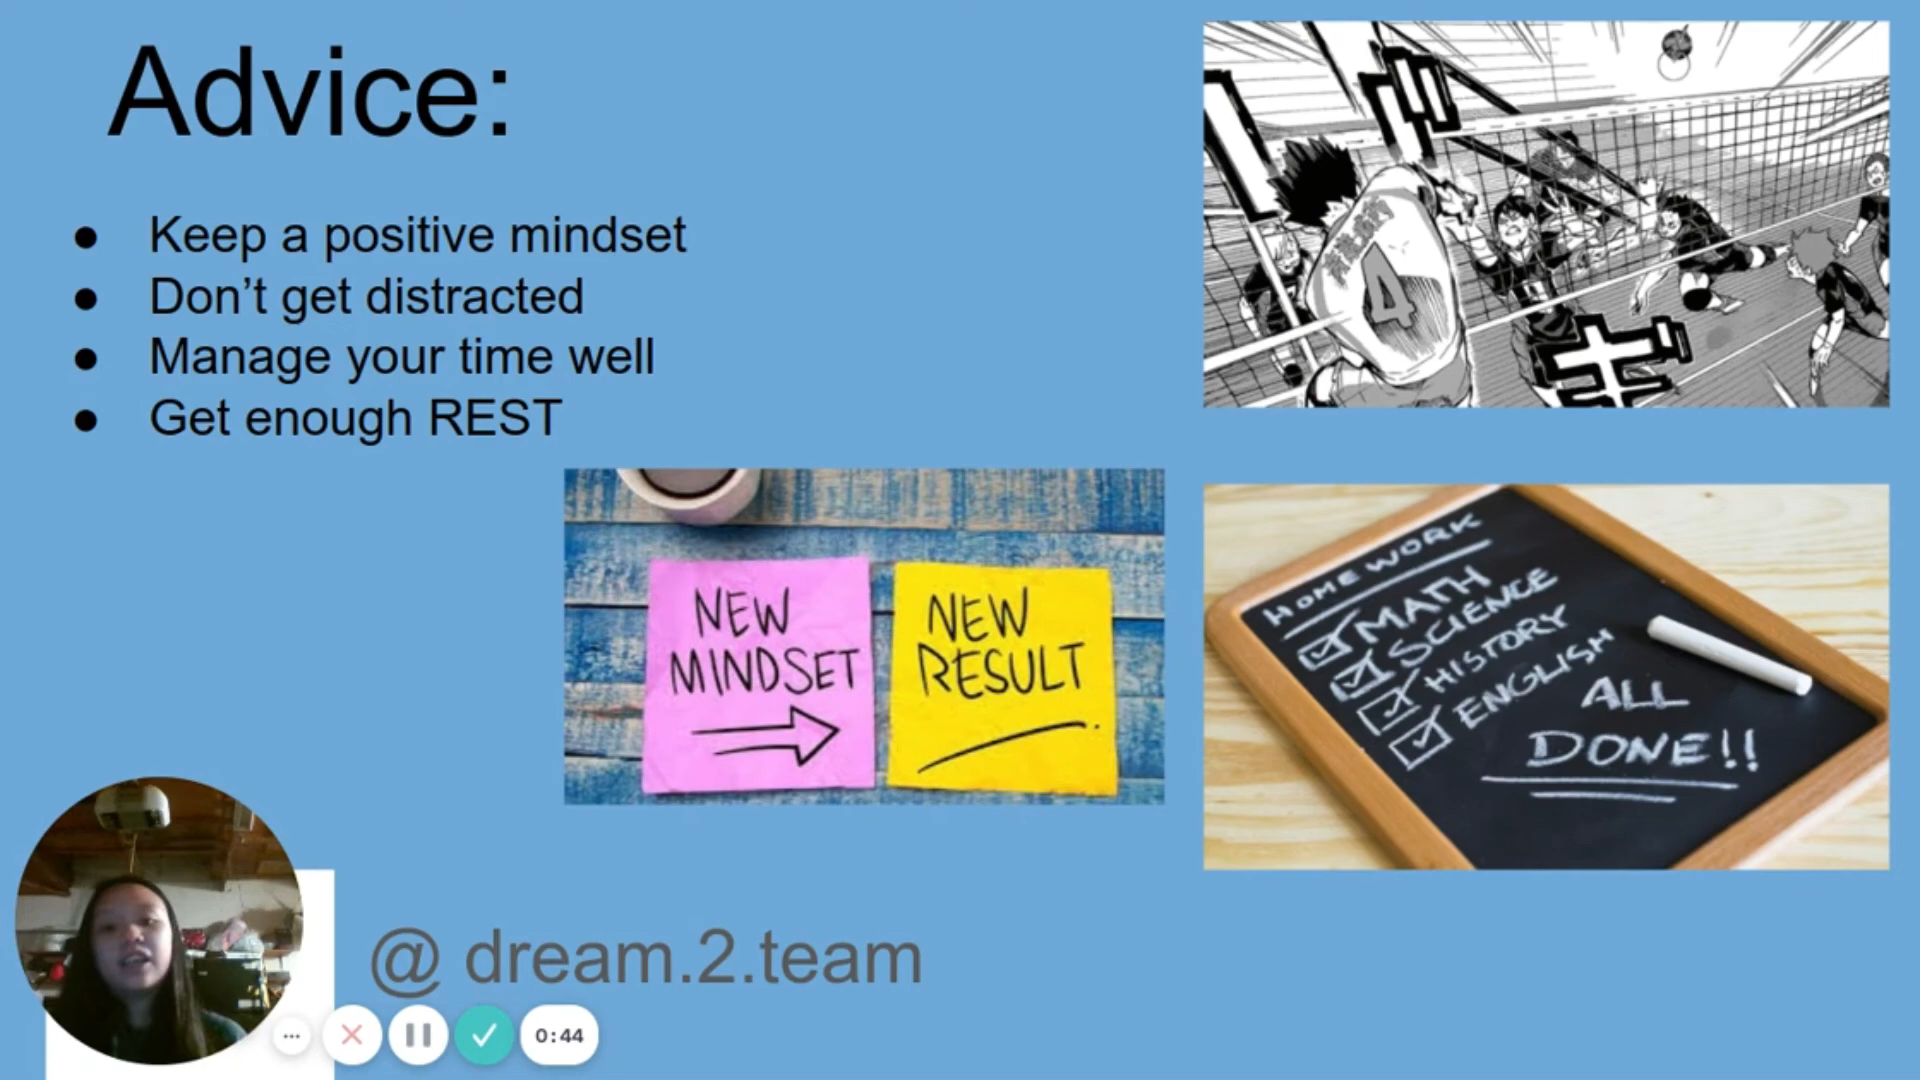 Advice:
● Keep a positive mindset
● Don’t get distracted
● Manage your time well
● Get enough REST
4
NEW
MINDSET
NEW
RESULT
HOMEWORK
MATH
SCIENCE
HISTORY
ENGLISH
ALL
DONE!!
@ dream.2.team
0:44